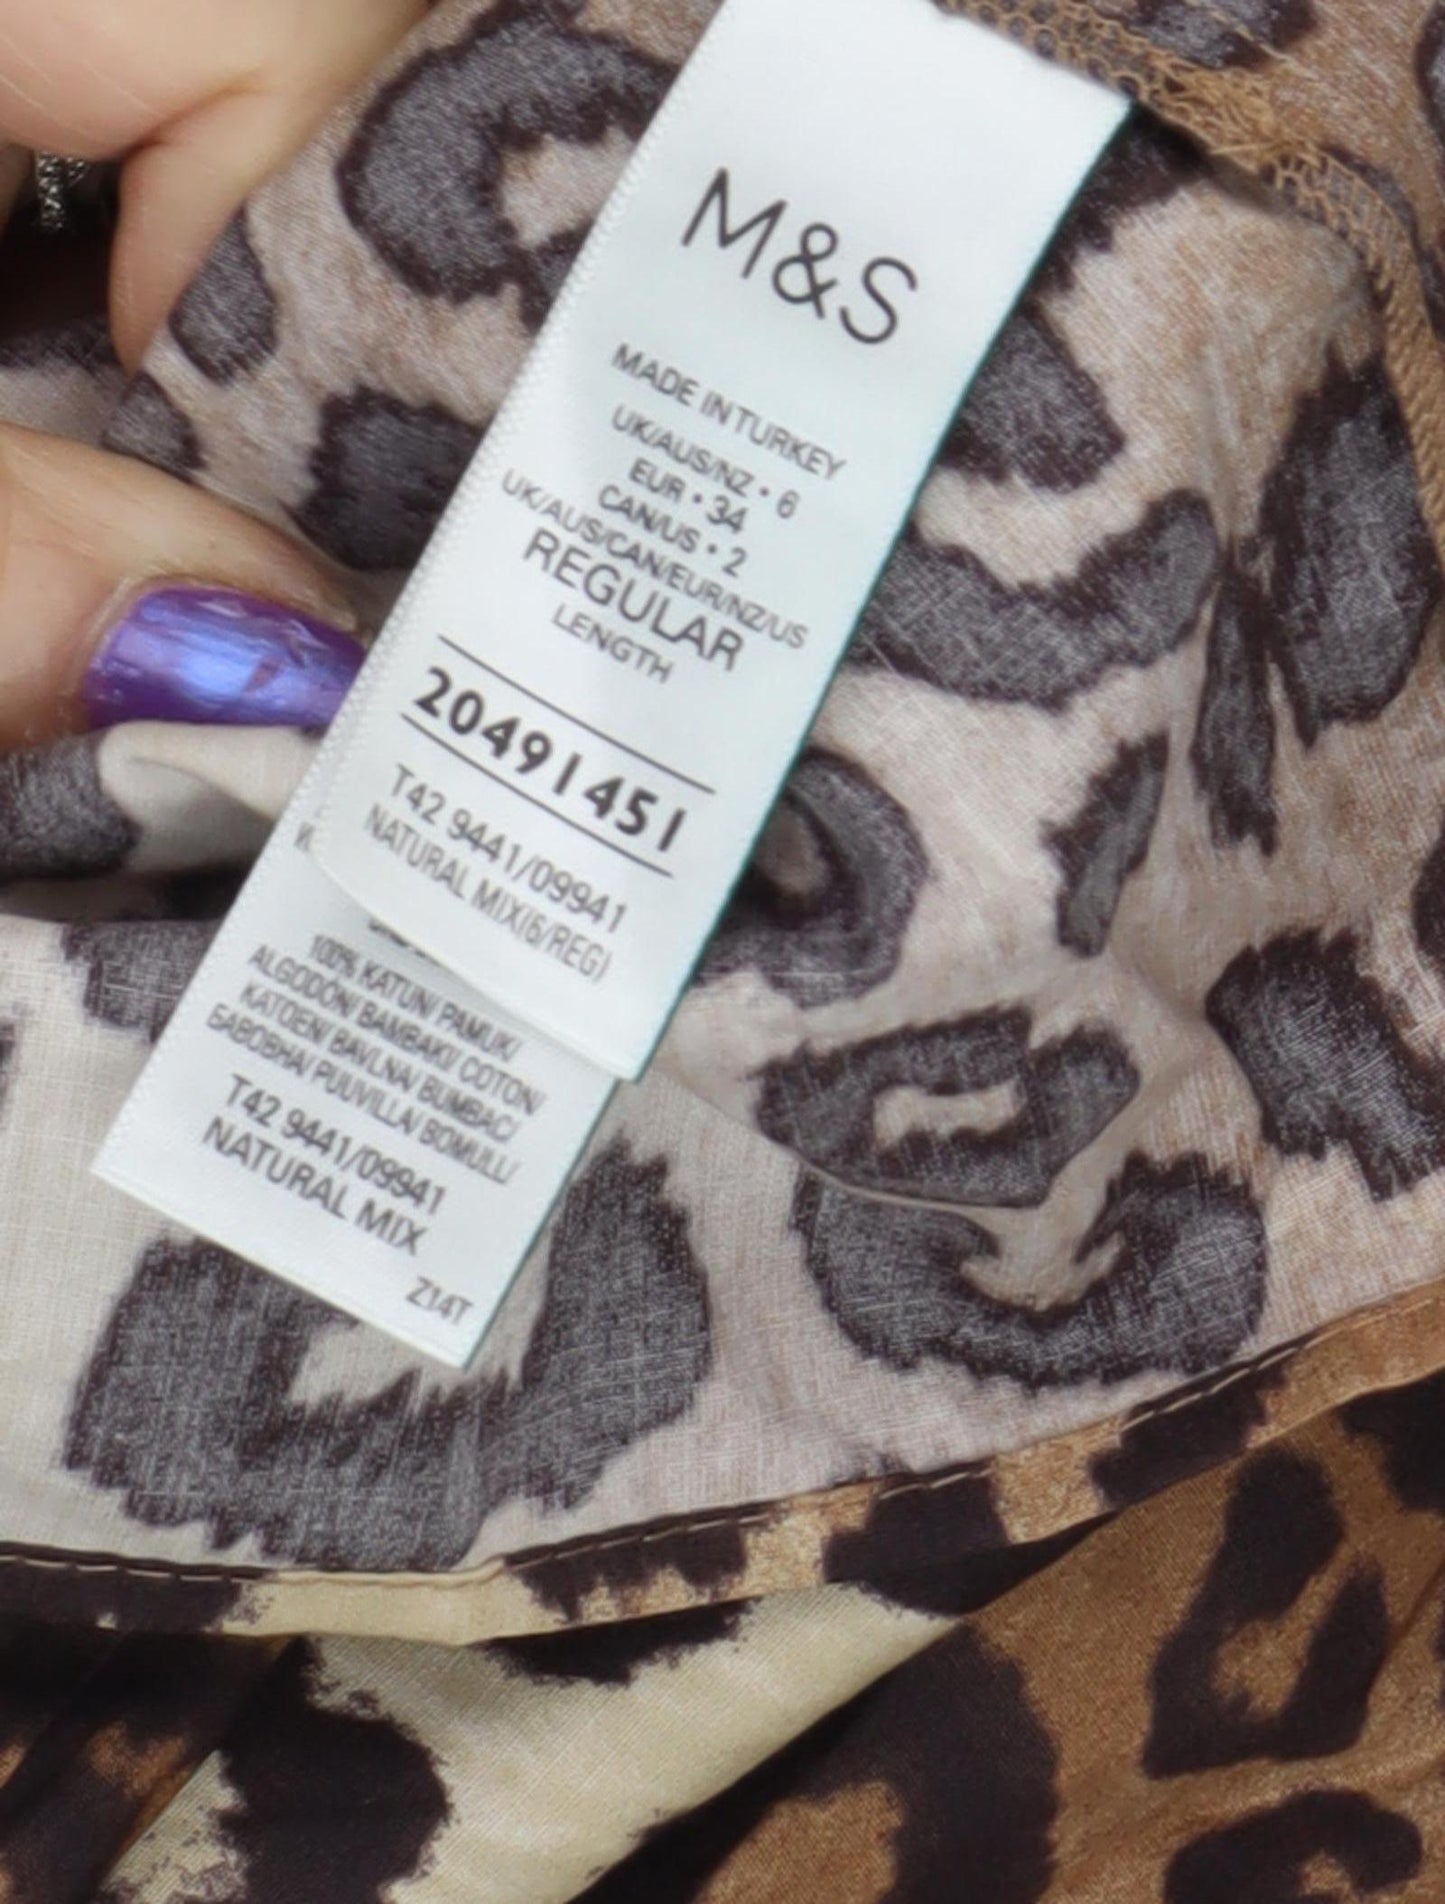 M&S
MADE IN TURKEY
UK/AUS/NZ • 6
EUR • 34
CAN/US • 2
UK/AUS/CAN/EUR/NZ/US
REGULAR
LENGTH
20491451
T42 9441/09941
NATURAL MIX(6/REG)
100% KATUN/ PAMUK/
ALGODÓN/ BAMBAKI/ COTON/
KATOEN/ BAVLNA/ BUMBAC/
БАВОВНА/ PUUVILLA/ BOMULL/
T42 9441/09941
NATURAL MIX
Z14T